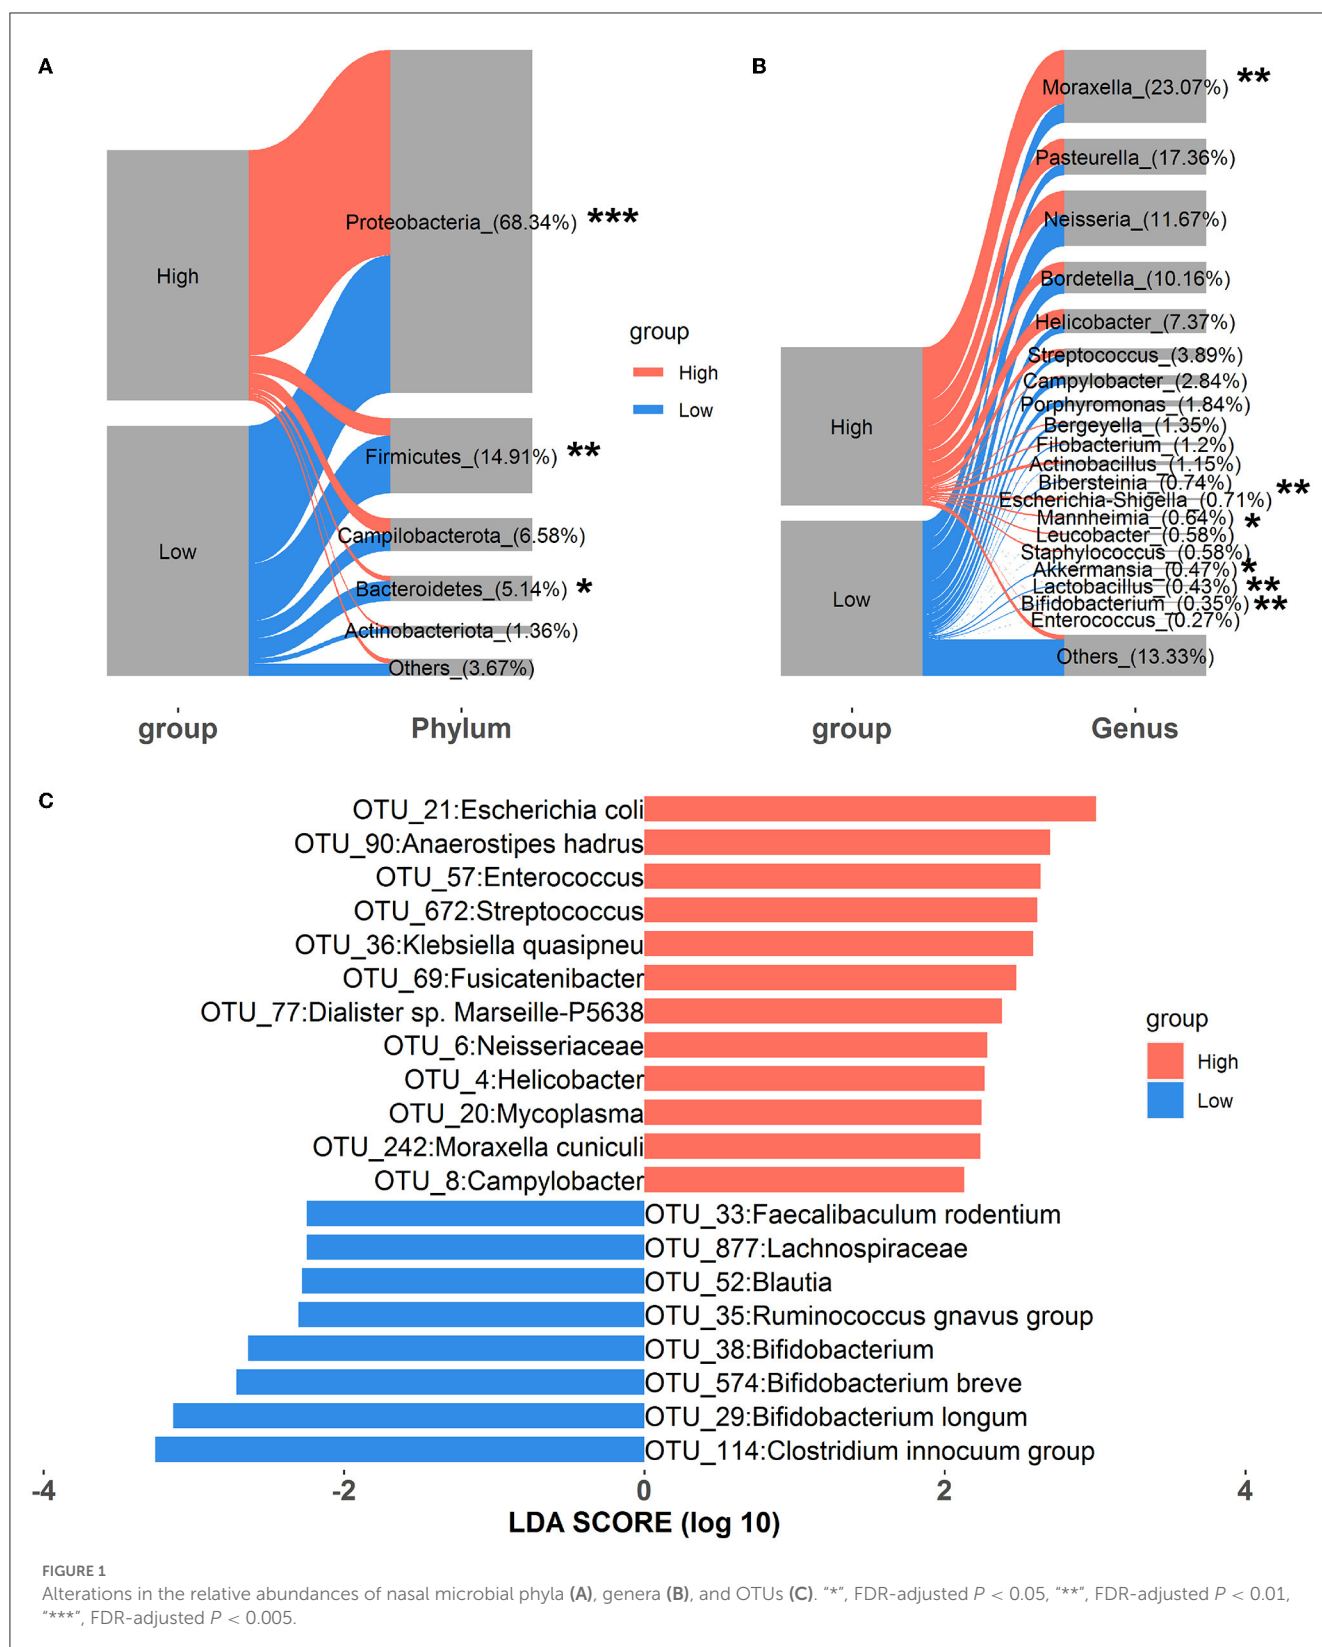 A
High
Low
Proteobacteria_(68.34%) ***
Firmicutes_(14.91%) **
Campilobacterota_(6.58%)
Bacteroidetes_(5.14%) *
Actinobacteriota_(1.36%)
Others_(3.67%)
group
Phylum
group
High
Low
B
High
Low
Moraxella_(23.07%) **
Pasteurella_(17.36%)
Neisseria_(11.67%)
Bordetella_(10.16%)
Helicobacter_(7.37%)
Streptococcus_(3.89%)
Campylobacter_(2.84%)
Porphyromonas_(1.84%)
Bergeyella_(1.35%)
Filobacterium_(1.2%)
Actinobacillus_(1.15%)
Bibersteinia_(0.74%)
Escherichia-Shigella_(0.71%) **
Mannheimia_(0.64%)
Leucobacter_(0.58%) *
Staphylococcus_(0.58%)
Akkermansia_(0.47%) *
Lactobacillus_(0.43%) **
Bifidobacterium_(0.35%) **
Enterococcus_(0.27%)
Others_(13.33%)
group
Genus
C
OTU_21:Escherichia coli
OTU_90:Anaerostipes hadrus
OTU_57:Enterococcus
OTU_672:Streptococcus
OTU_36:Klebsiella quasipneu
OTU_69:Fusicatenibacter
OTU_77:Dialister sp. Marseille-P5638
OTU_6:Neisseriaceae
OTU_4:Helicobacter
OTU_20:Mycoplasma
OTU_242:Moraxella cuniculi
OTU_8:Campylobacter
OTU_33:Faecalibaculum rodentium
OTU_877:Lachnospiraceae
OTU_52:Blautia
OTU_35:Ruminococcus gnavus group
OTU_38:Bifidobacterium
OTU_574:Bifidobacterium breve
OTU_29:Bifidobacterium longum
OTU_114:Clostridium innocuum group
group
High
Low
-4 -2 0 2 4
LDA SCORE (log 10)
FIGURE 1
Alterations in the relative abundances of nasal microbial phyla (A), genera (B), and OTUs (C). "*", FDR-adjusted P < 0.05, "**", FDR-adjusted P < 0.01,
"***", FDR-adjusted P < 0.005.